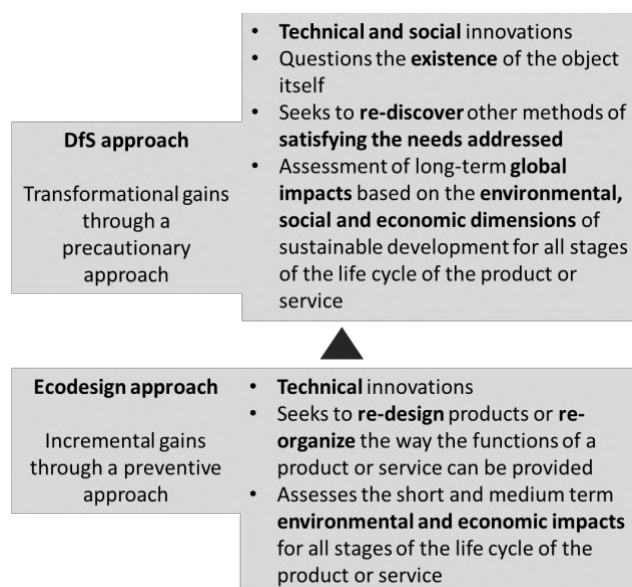 DfS approach
Transformational gains
through a
precautionary
approach
• Technical and social innovations
• Questions the existence of the object
itself
• Seeks to re-discover other methods of
satisfying the needs addressed
• Assessment of long-term global
impacts based on the environmental,
social and economic dimensions of
sustainable development for all stages
of the life cycle of the product or
service
Ecodesign approach
Incremental gains
through a preventive
approach
• Technical innovations
• Seeks to re-design products or re-
organize the way the functions of a
product or service can be provided
• Assesses the short and medium term
environmental and economic impacts
for all stages of the life cycle of the
product or service